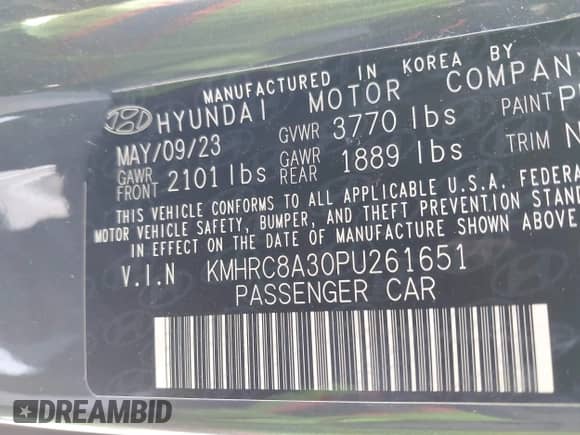 MANUFACTURED IN KOREA BY
HYUNDAI MOTOR COMPANY
MAY/09/23 GVWR 3770 lbs PAINT
GAWR FRONT 2101 lbs GAWR REAR 1889 lbs TRIM
THIS VEHICLE CONFORMS TO ALL APPLICABLE U.S.A. FEDERAL
MOTOR VEHICLE SAFETY, BUMPER, AND THEFT PREVENTION
IN EFFECT ON THE DATE OF MANUFACTURE SHOWN ABOVE.
V.I.N KMHRC8A30PU261651
PASSENGER CAR
DREAMBID